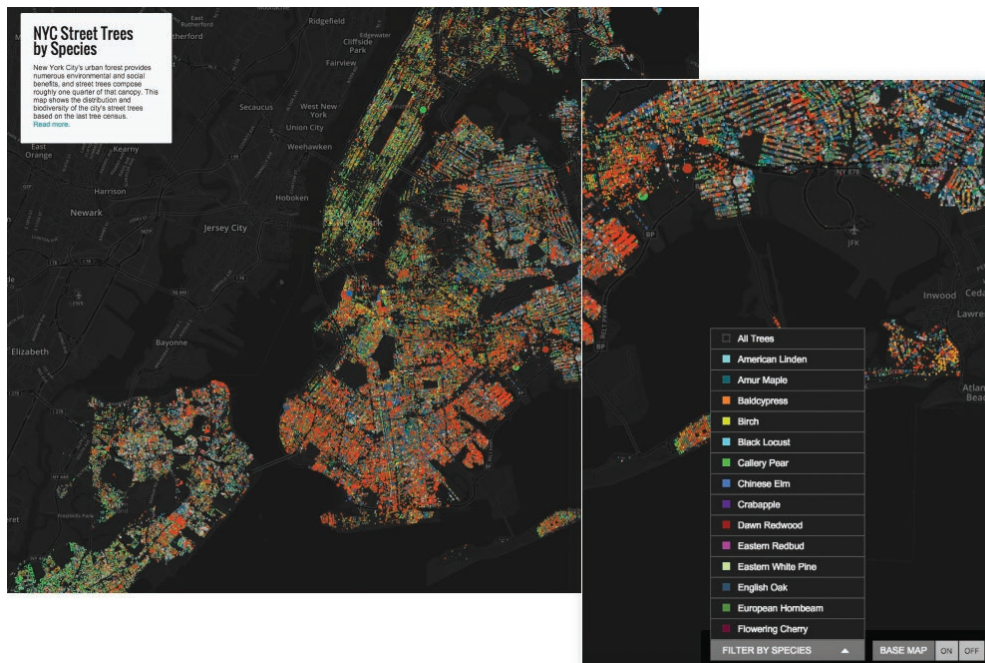 NYC Street Trees
by Species
New York City's urban forest provides
numerous environmental and social
benefits, and street trees compose
roughly one quarter of that canopy. This
map shows the distribution and
biodiversity of the city's street trees
based on the last tree census.
Read more.
East
Rutherford
Ridgefield
Edgewater
Cliffside
Park
Fairview
Secaucus
West New
York
Union City
Weehawken
East
Orange
Kearny
Harrison
Hoboken
Newark
Jersey City
Bayonne
Elizabeth
NY 878
JFK
Inwood
All Trees
American Linden
Amur Maple
Baldcypress
Birch
Black Locust
Callery Pear
Chinese Elm
Crabapple
Dawn Redwood
Eastern Redbud
Eastern White Pine
English Oak
European Hornbeam
Flowering Cherry
FILTER BY SPECIES
BASE MAP
ON
OFF